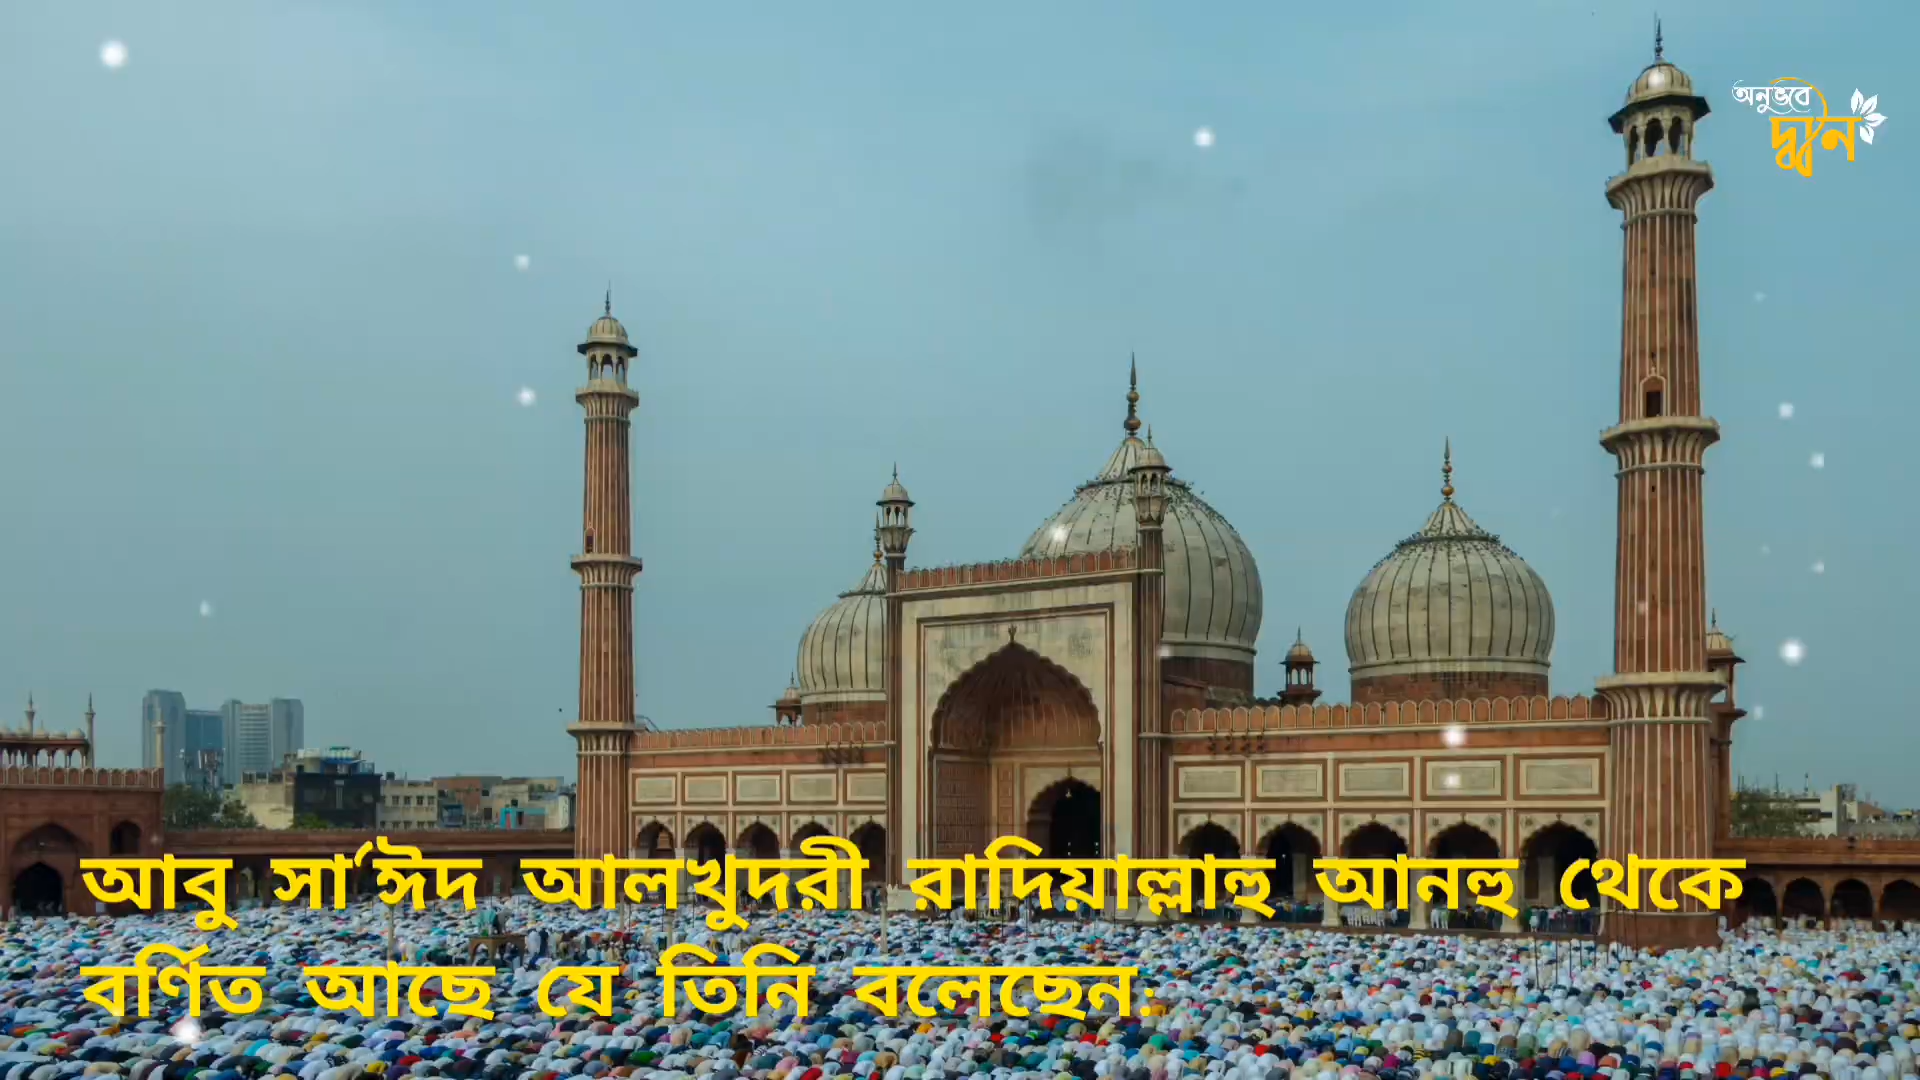 অনুভবে
দ্বীন
আবু সা´ঈদ আলখুদরী রাদিয়াল্লাহু আনহু থেকে
বর্ণিত আছে যে তিনি বলেছেন: